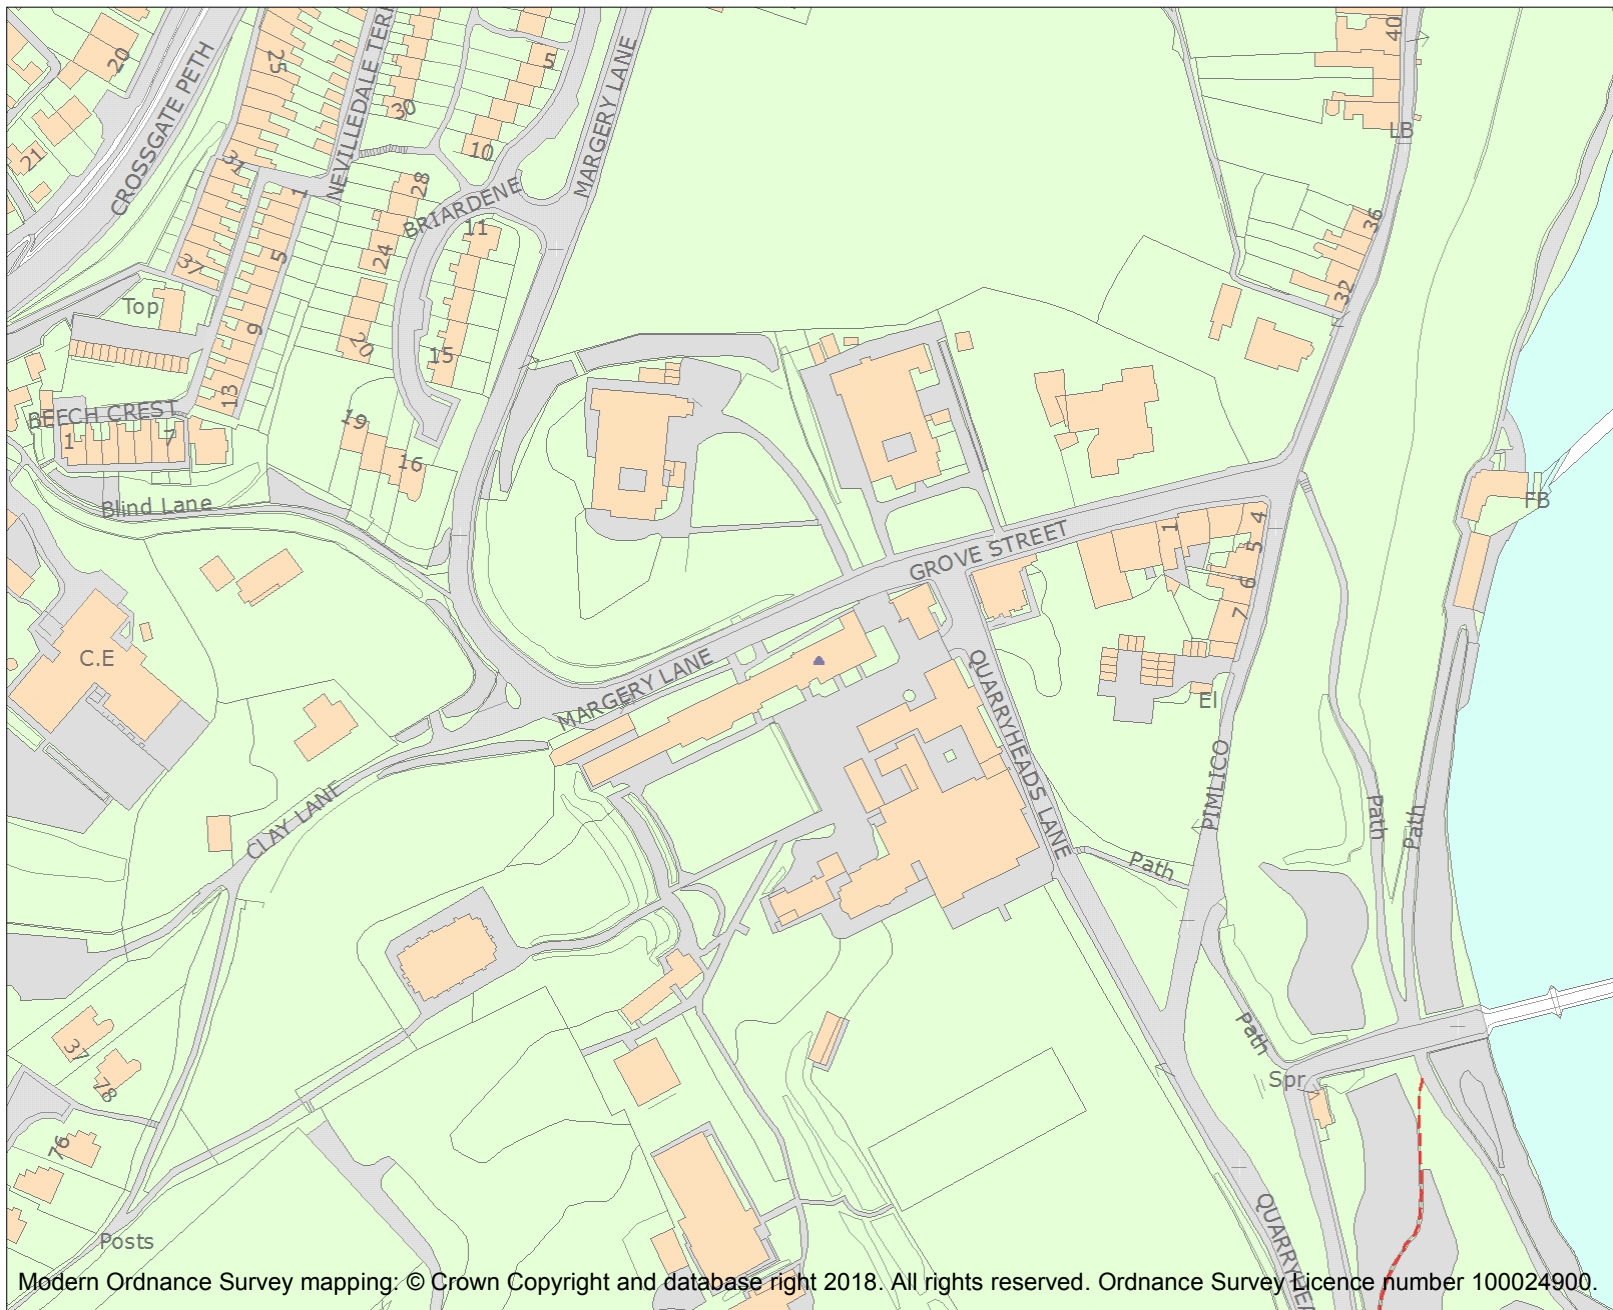 20
25
NEVILLEDALE TERR
5
MARGERY LANE
40
CROSSGATE PETH
30
LB
21
31
10
1
28
BRIARDENE
11
36
37
5
24
32
Top
9
20
15
13
BEECH CREST
1
7
19
16
Blind Lane
FB
GROVE STREET
1
4
5
6
7
C.E
MARGERY LANE
QUARRYHEADS LANE
El
PIMLICO
CLAY LANE
Path
Path
Path
Path
37
78
76
Spr
Posts
QUARRYHEA
Modern Ordnance Survey mapping: © Crown Copyright and database right 2018. All rights reserved. Ordnance Survey Licence number 100024900.